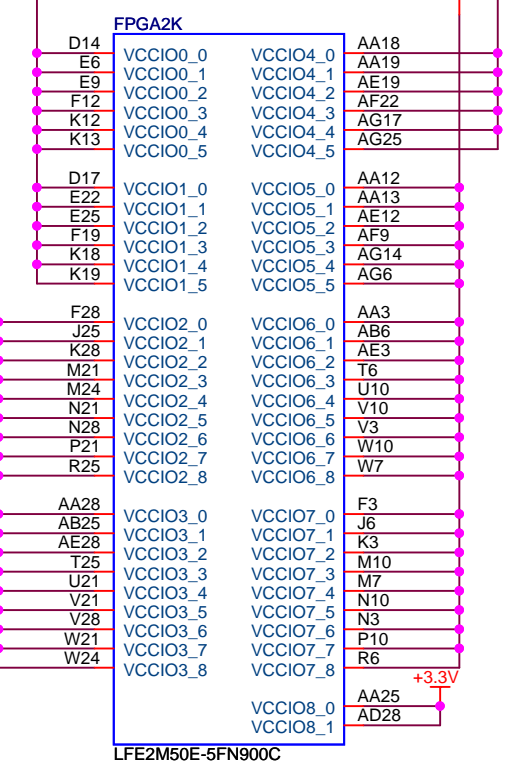 FPGA2K
D14 VCCIO0_0 VCCIO4_0 AA18
E6 VCCIO0_1 VCCIO4_1 AA19
E9 VCCIO0_2 VCCIO4_2 AE19
F12 VCCIO0_3 VCCIO4_3 AF22
K12 VCCIO0_4 VCCIO4_4 AG17
K13 VCCIO0_5 VCCIO4_5 AG25
D17 VCCIO1_0 VCCIO5_0 AA12
E22 VCCIO1_1 VCCIO5_1 AA13
E25 VCCIO1_2 VCCIO5_2 AE12
F19 VCCIO1_3 VCCIO5_3 AF9
K18 VCCIO1_4 VCCIO5_4 AG14
K19 VCCIO1_5 VCCIO5_5 AG6
F28 VCCIO2_0 VCCIO6_0 AA3
J25 VCCIO2_1 VCCIO6_1 AB6
K28 VCCIO2_2 VCCIO6_2 AE3
M21 VCCIO2_3 VCCIO6_3 T6
M24 VCCIO2_4 VCCIO6_4 U10
N21 VCCIO2_5 VCCIO6_5 V10
N28 VCCIO2_6 VCCIO6_6 V3
P21 VCCIO2_7 VCCIO6_7 W10
R25 VCCIO2_8 VCCIO6_8 W7
AA28 VCCIO3_0 VCCIO7_0 F3
AB25 VCCIO3_1 VCCIO7_1 J6
AE28 VCCIO3_2 VCCIO7_2 K3
T25 VCCIO3_3 VCCIO7_3 M10
U21 VCCIO3_4 VCCIO7_4 M7
V21 VCCIO3_5 VCCIO7_5 N10
V28 VCCIO3_6 VCCIO7_6 N3
W21 VCCIO3_7 VCCIO7_7 P10
W24 VCCIO3_8 VCCIO7_8 R6
+3.3V
VCCIO8_0 AA25
VCCIO8_1 AD28
LFE2M50E-5FN900C